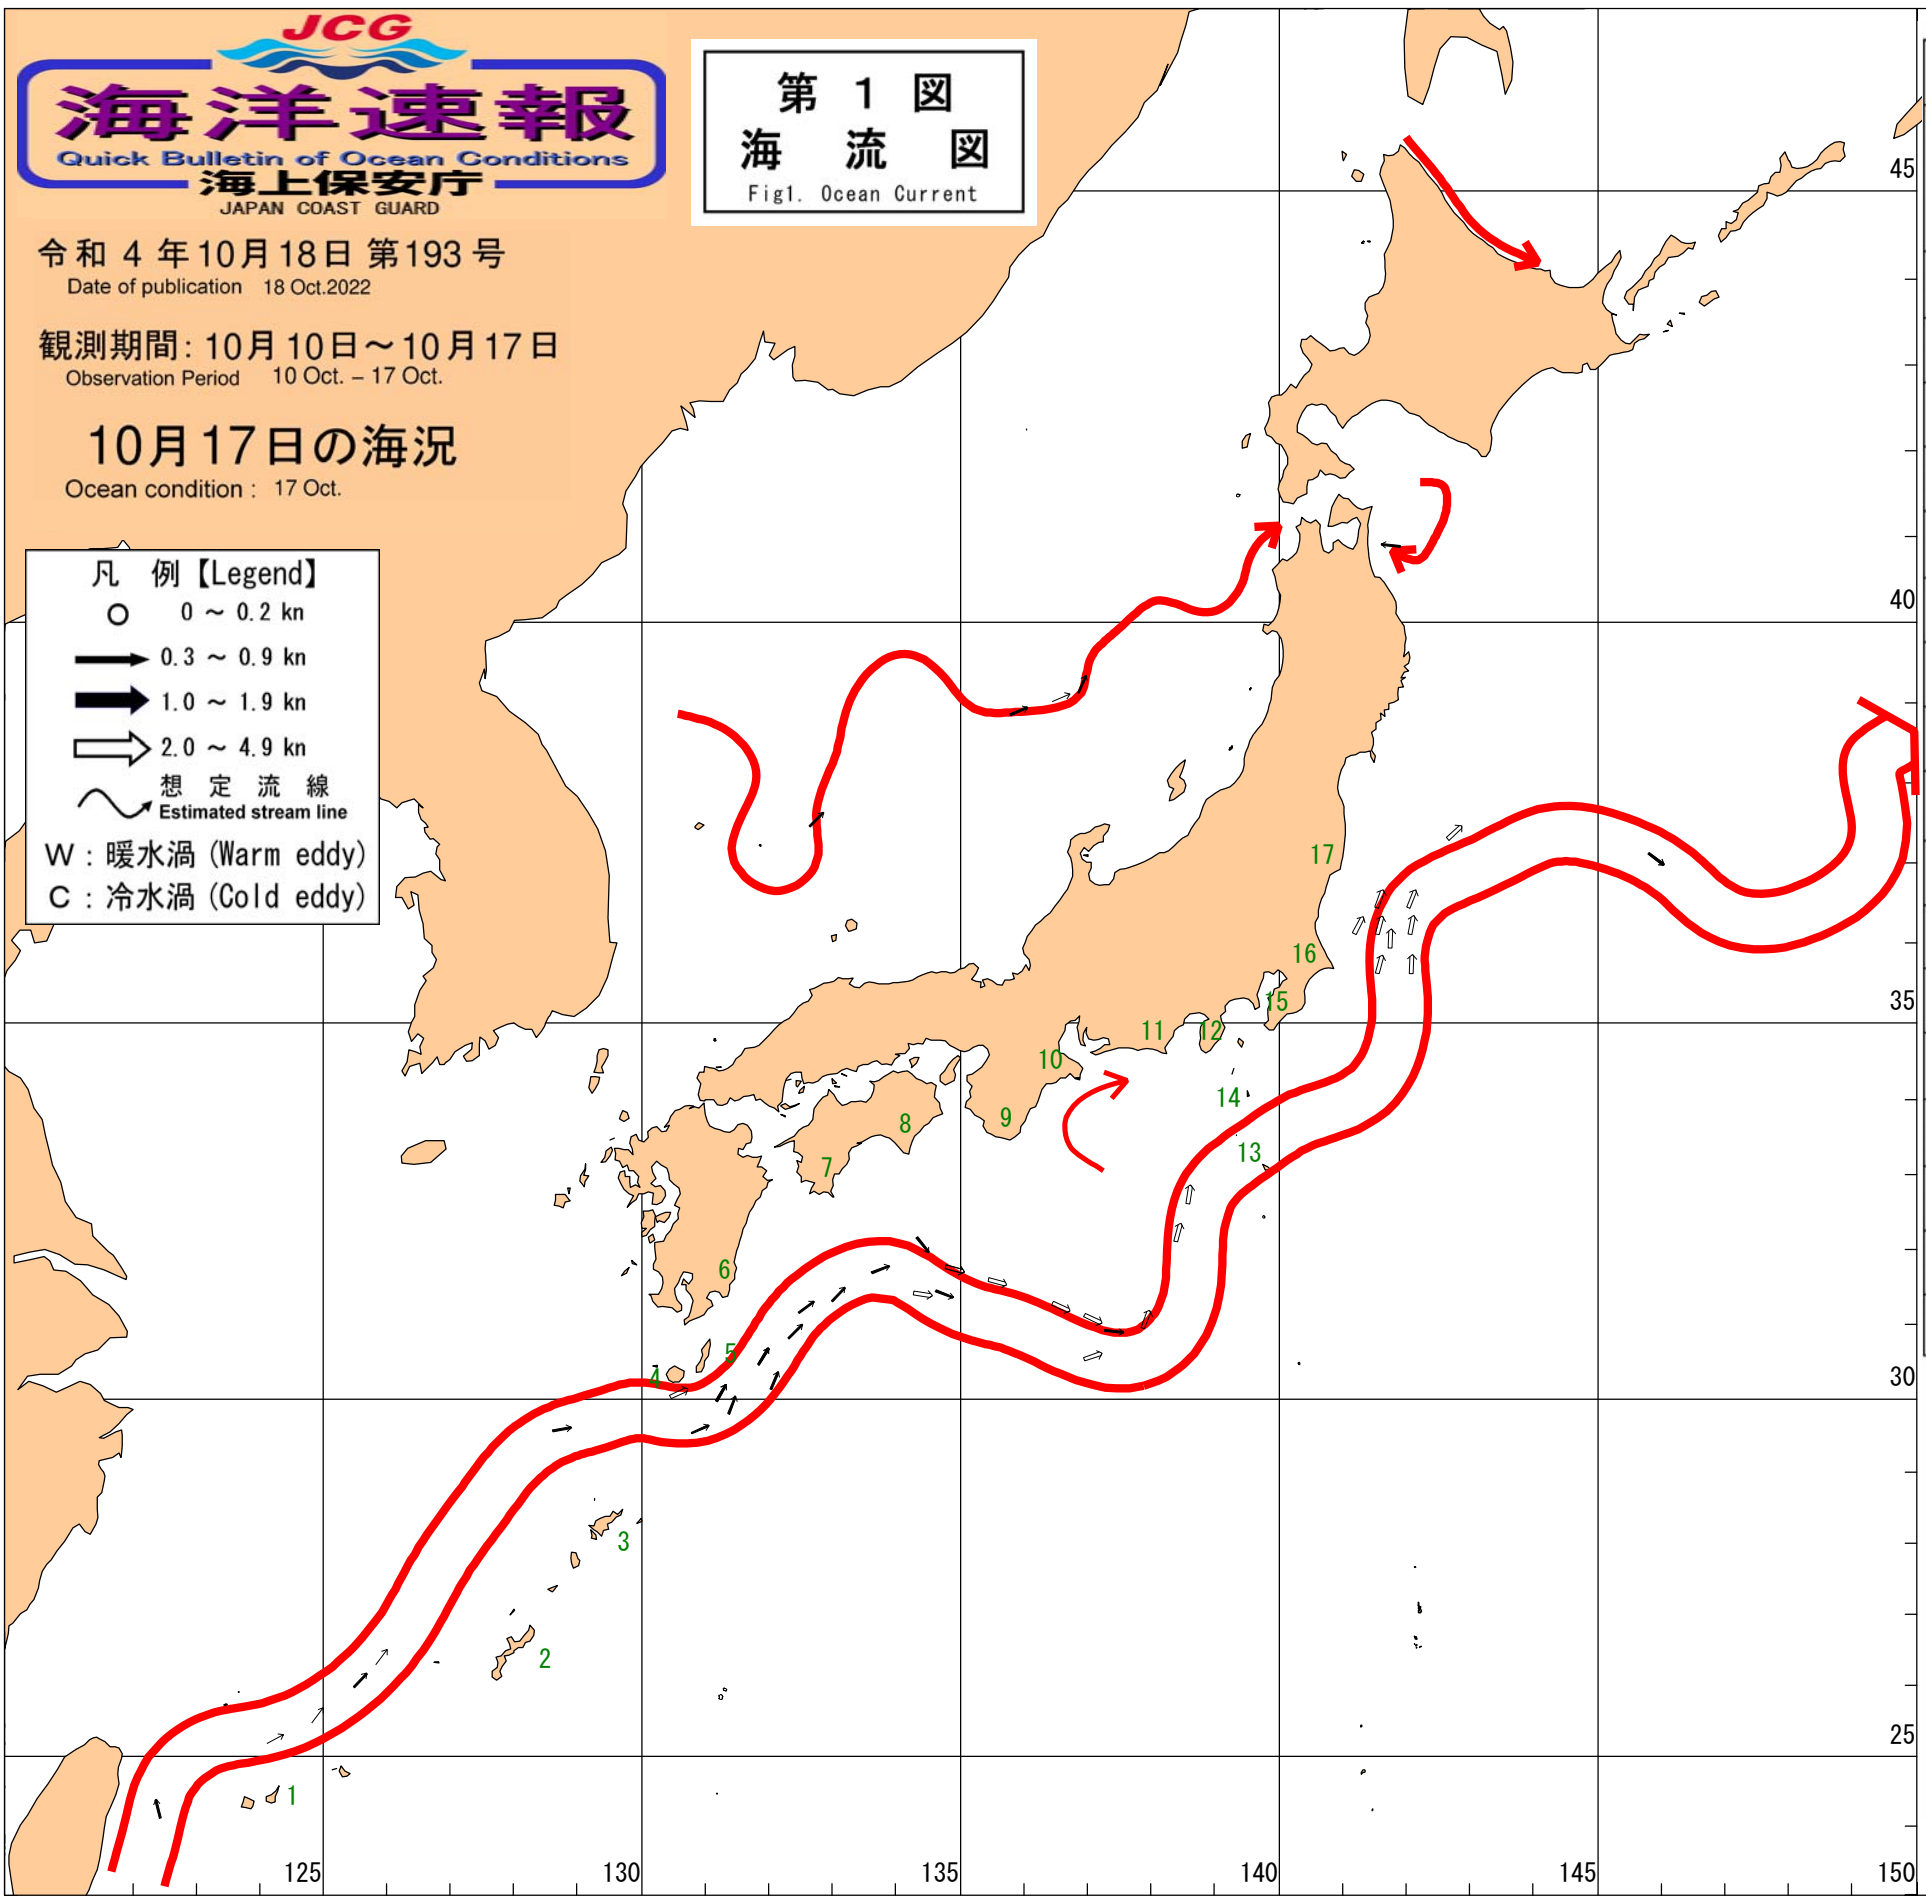 JCG
海洋速報
Quick Bulletin of Ocean Conditions
海上保安庁
JAPAN COAST GUARD
令和 4 年10月18日 第193号
Date of publication 18 Oct.2022
観測期間: 10月10日～10月17日
Observation Period 10 Oct. – 17 Oct.
10月17日の海況
Ocean condition : 17 Oct.
第 1 図
海 流 図
Fig1. Ocean Current
凡 例【Legend】
0 ～ 0.2 kn
0.3 ～ 0.9 kn
1.0 ～ 1.9 kn
2.0 ～ 4.9 kn
想 定 流 線
Estimated stream line
W : 暖水渦 (Warm eddy)
C : 冷水渦 (Cold eddy)
45
40
17
16
35
15
12
11
10
14
9
8
13
7
6
5
4
30
3
2
25
1
125
130
135
140
145
150